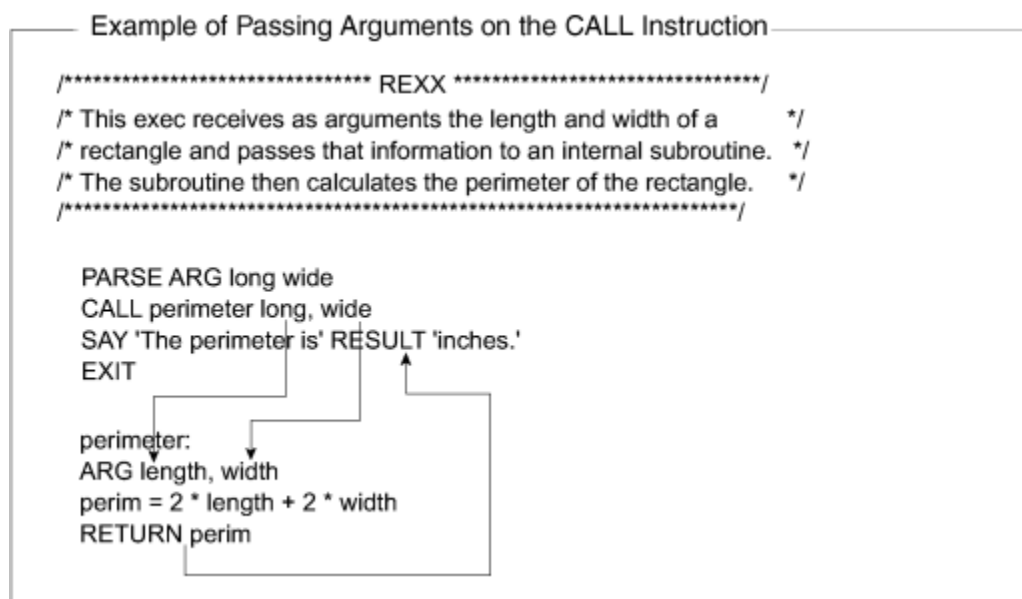 Example of Passing Arguments on the CALL Instruction
/******************************** REXX ********************************/
/* This exec receives as arguments the length and width of a */
/* rectangle and passes that information to an internal subroutine. */
/* The subroutine then calculates the perimeter of the rectangle. */
/**********************************************************************/
PARSE ARG long wide
CALL perimeter long, wide
SAY 'The perimeter is' RESULT 'inches.'
EXIT
perimeter:
ARG length, width
perim = 2 * length + 2 * width
RETURN perim